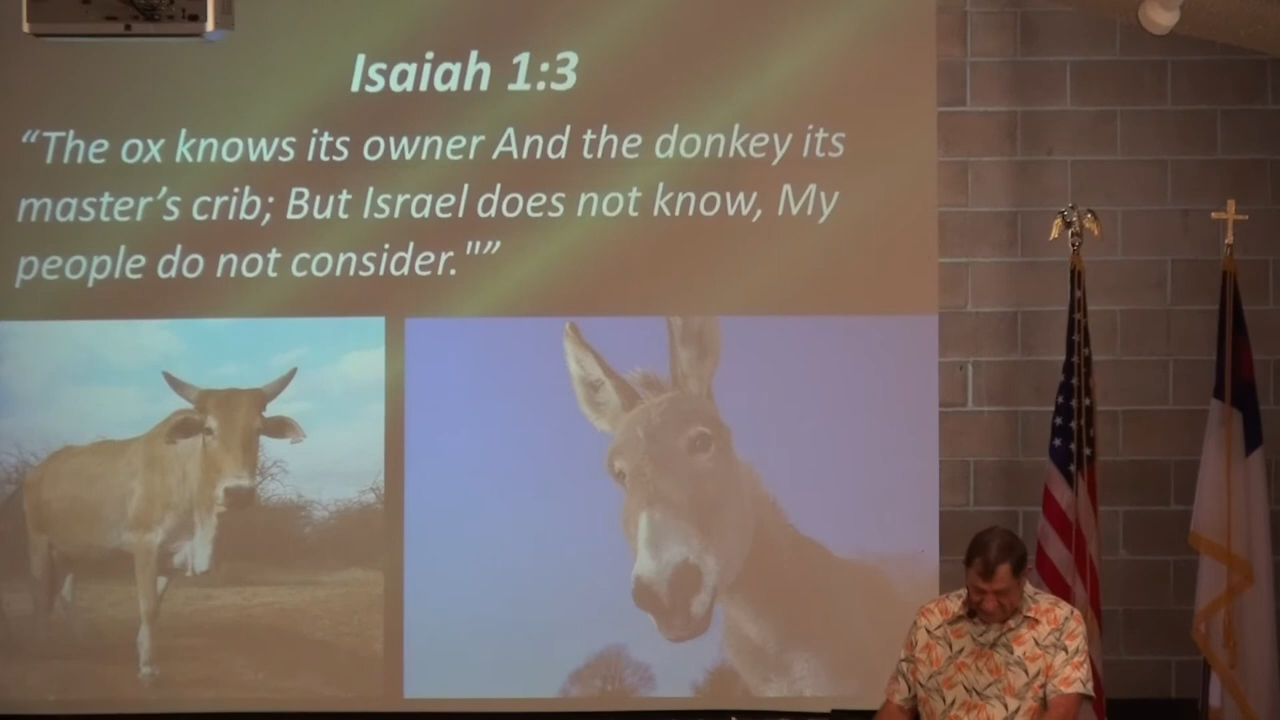 Isaiah 1:3
“The ox knows its owner And the donkey its
master’s crib; But Israel does not know, My
people do not consider."”